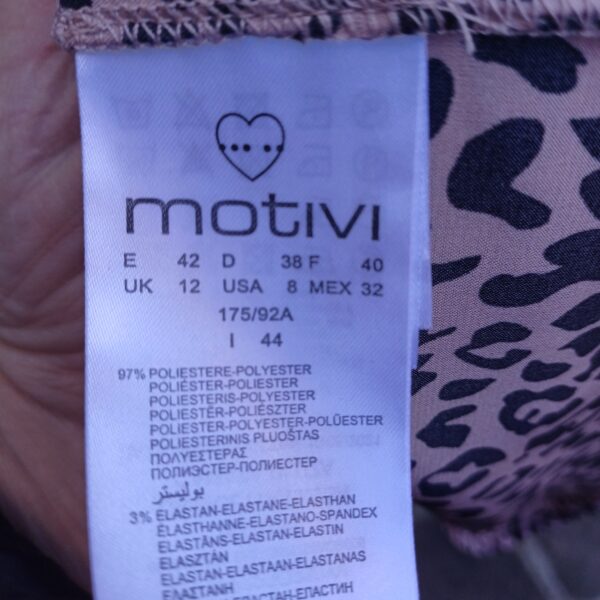 motivi
E 42 D 38 F 40
UK 12 USA 8 MEX 32
175/92A
I 44
97% POLIESTERE-POLYESTER
POLIÉSTER-POLIESTER
POLIESTERIS-POLYESTER
POLIESTĒR-POLIÉSZTER
POLIESTER-POLYESTER-POLÜESTER
POLIESTERINIS PLUOŠTAS
ΠΟΛΥΕΣΤΕΡΑΣ
ПОЛИЭСТЕР-ПОЛИЕСТЕР
بوليستر
3% ELASTAN-ELASTANE-ELASTHAN
ÉLASTHANNE-ELASTANO-SPANDEX
ELASTĀNS-ELASTAN-ELASTIN
ELASZTÁN
ELASTAN-ELASTAAN-ELASTANAS
ΕΛΑΣΤΑΝΗ